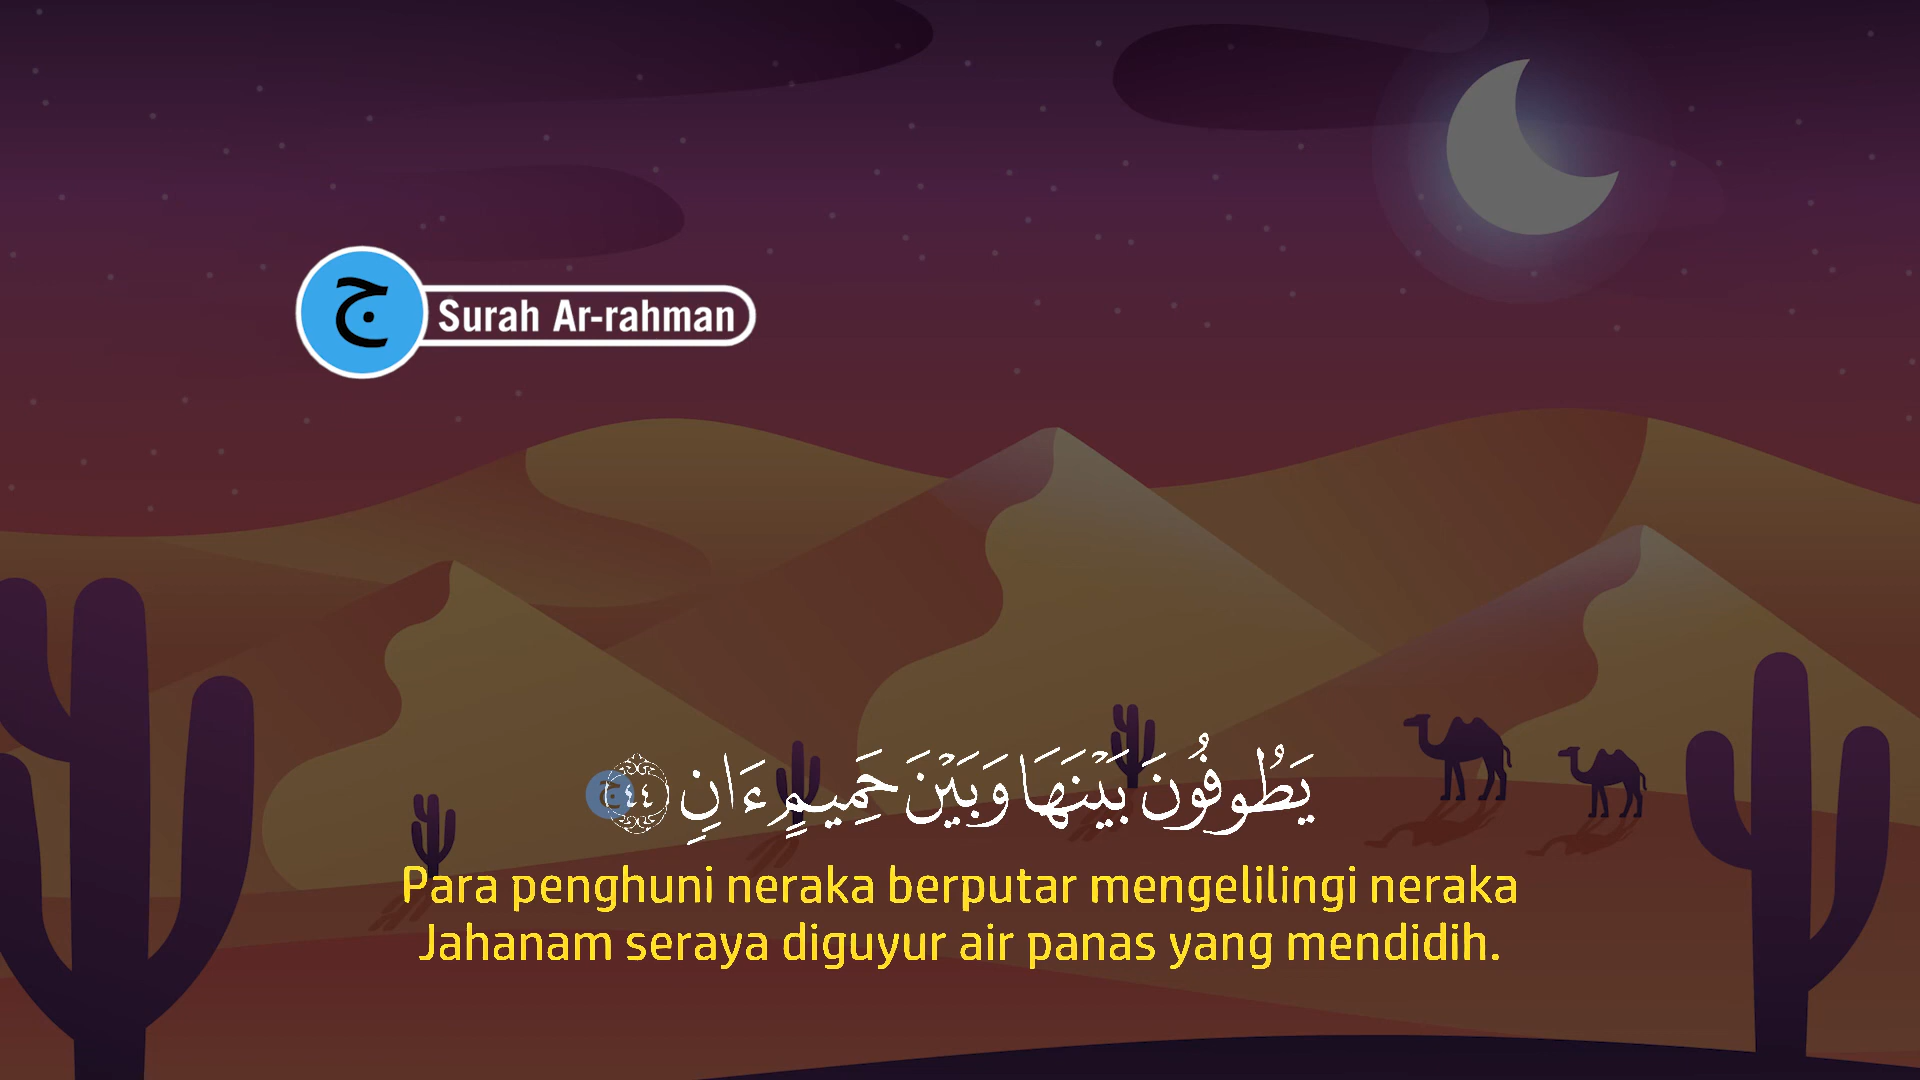 ج
Surah Ar-rahman
يَطُوفُونَ بَيْنَهَا وَبَيْنَ حَمِيمٍ ءَانٍ ٤٤
ج
Para penghuni neraka berputar mengelilingi neraka
Jahanam seraya diguyur air panas yang mendidih.